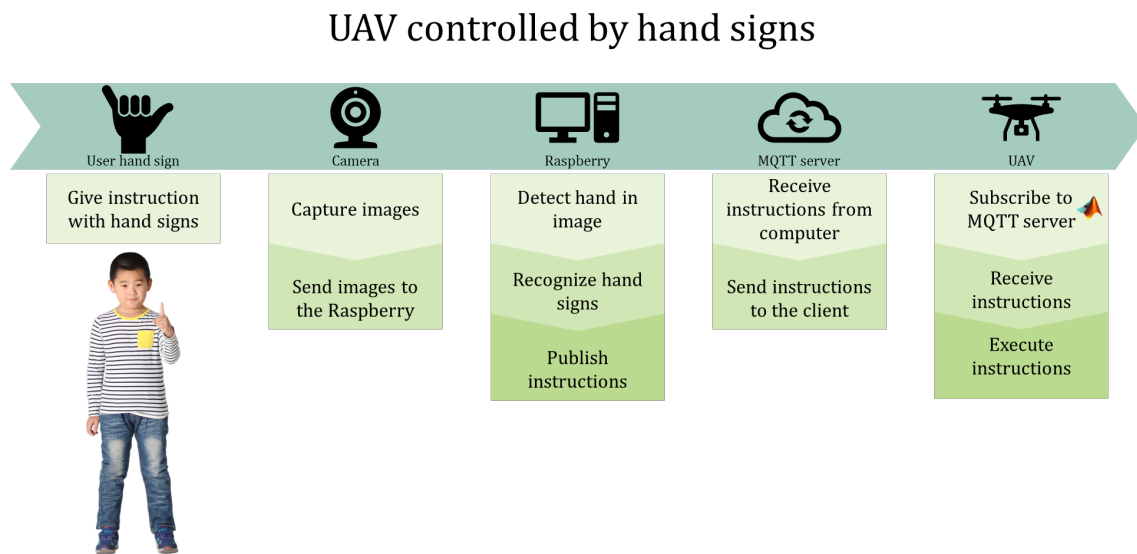 UAV controlled by hand signs
User hand sign
Camera
Raspberry
MQTT server
UAV
Give instruction
with hand signs
Capture images
Send images to
the Raspberry
Detect hand in
image
Recognize hand
signs
Publish
instructions
Receive
instructions from
computer
Send instructions
to the client
Subscribe to
MQTT server
Receive
instructions
Execute
instructions